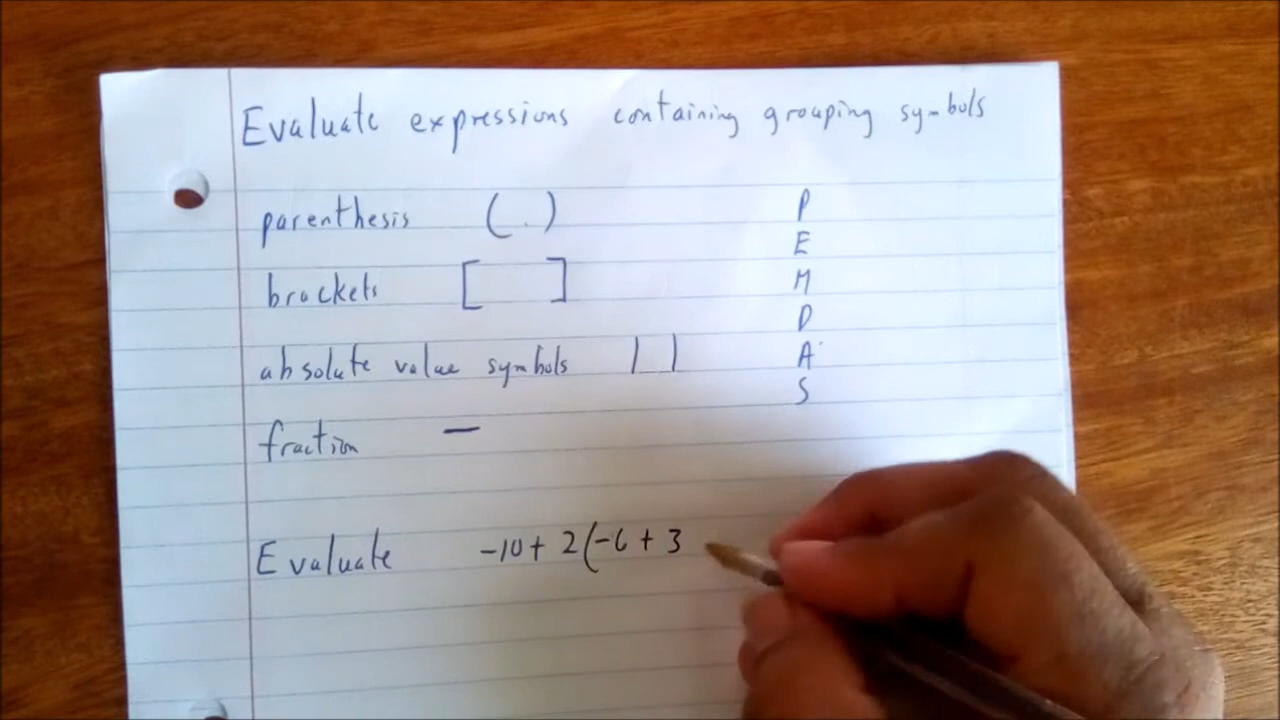 Evaluate expressions containing grouping symbols
parenthesis ( . ) P
E
brackets [ ] M
D
absolute value symbols | | A
S
fraction —
Evaluate -10 + 2(-6 + 3